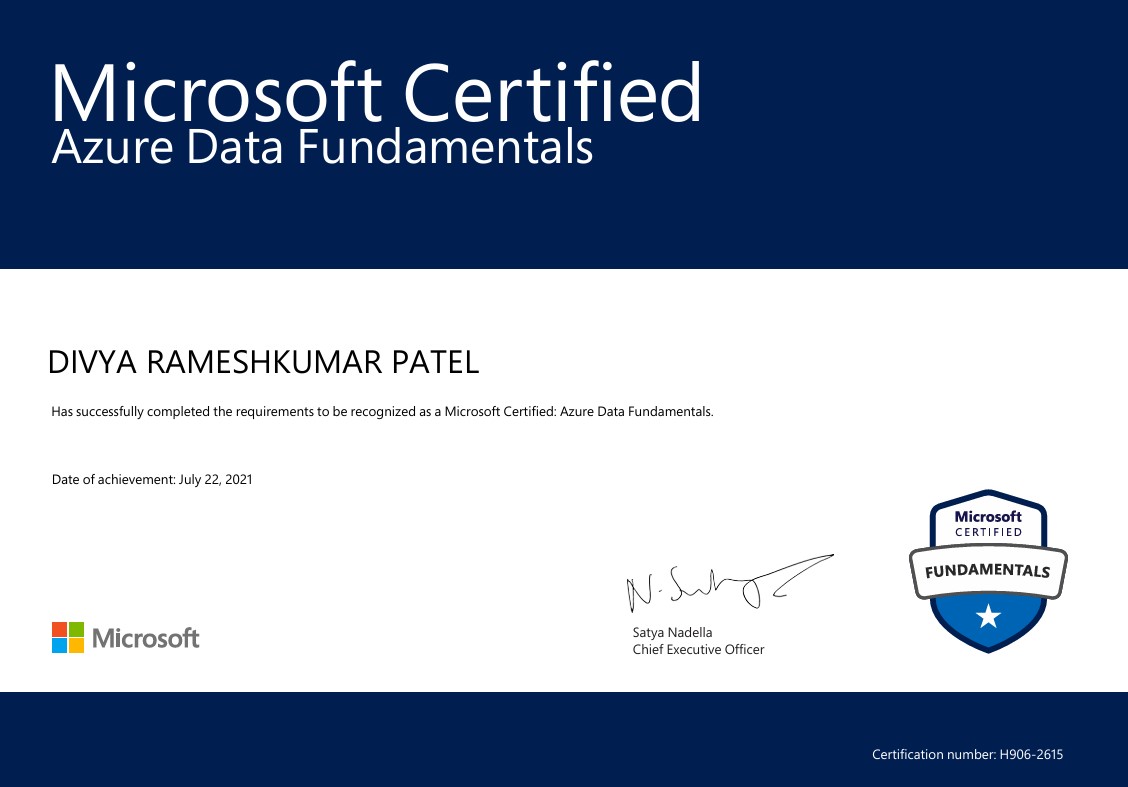 Microsoft Certified
Azure Data Fundamentals
DIVYA RAMESHKUMAR PATEL
Has successfully completed the requirements to be recognized as a Microsoft Certified: Azure Data Fundamentals.
Date of achievement: July 22, 2021
Microsoft
CERTIFIED
FUNDAMENTALS
Satya Nadella
Chief Executive Officer
Microsoft
Certification number: H906-2615